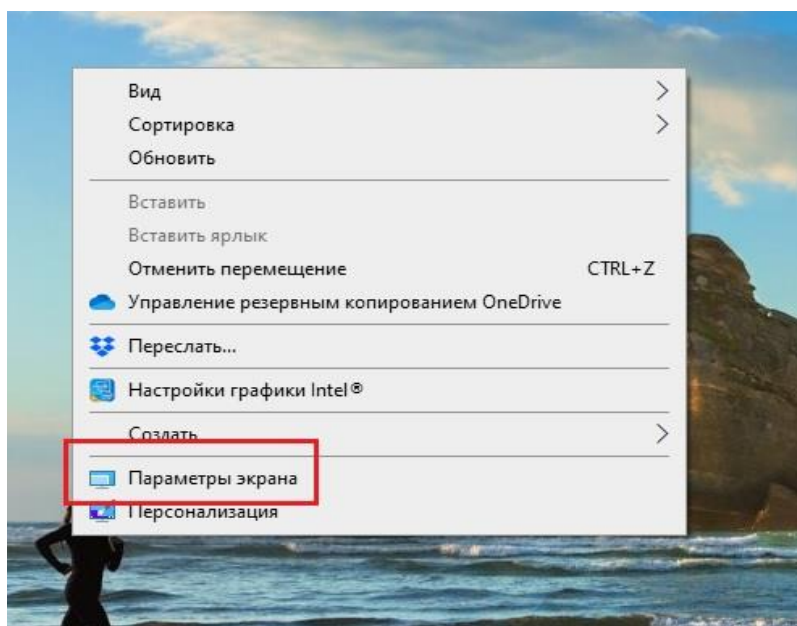 Вид
Сортировка
Обновить
Вставить
Вставить ярлык
Отменить перемещение CTRL+Z
Управление резервным копированием OneDrive
Переслать...
Настройки графики Intel®
Создать
Параметры экрана
Персонализация